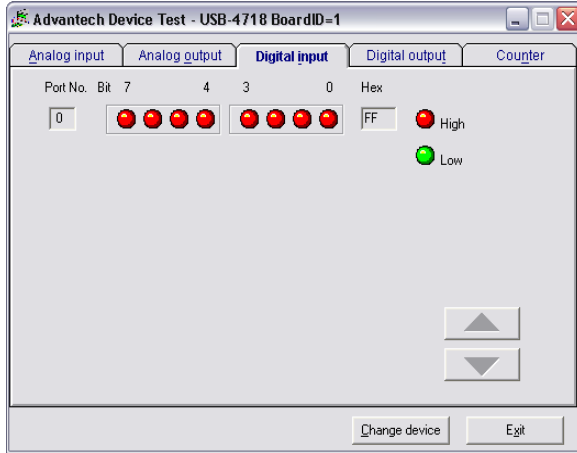 Advantech Device Test - USB-4718 BoardID=1
Analog input Analog output Digital input Digital output Counter
Port No. Bit 7 4 3 0 Hex
0 FF High
Low
Change device Exit